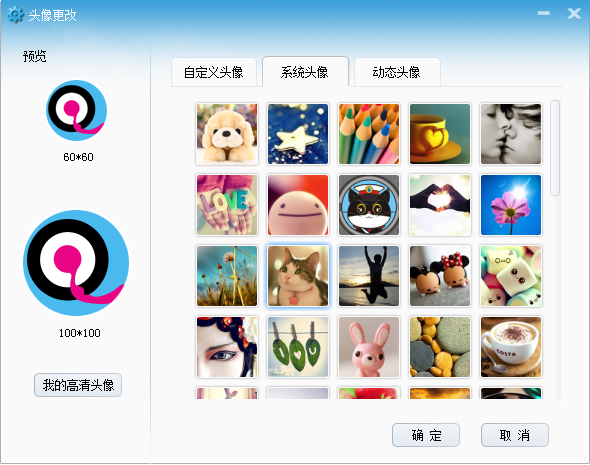 头像更改
预览
自定义头像
系统头像
动态头像
60*60
LOVE
100*100
COSTA
我的高清头像
确 定
取 消